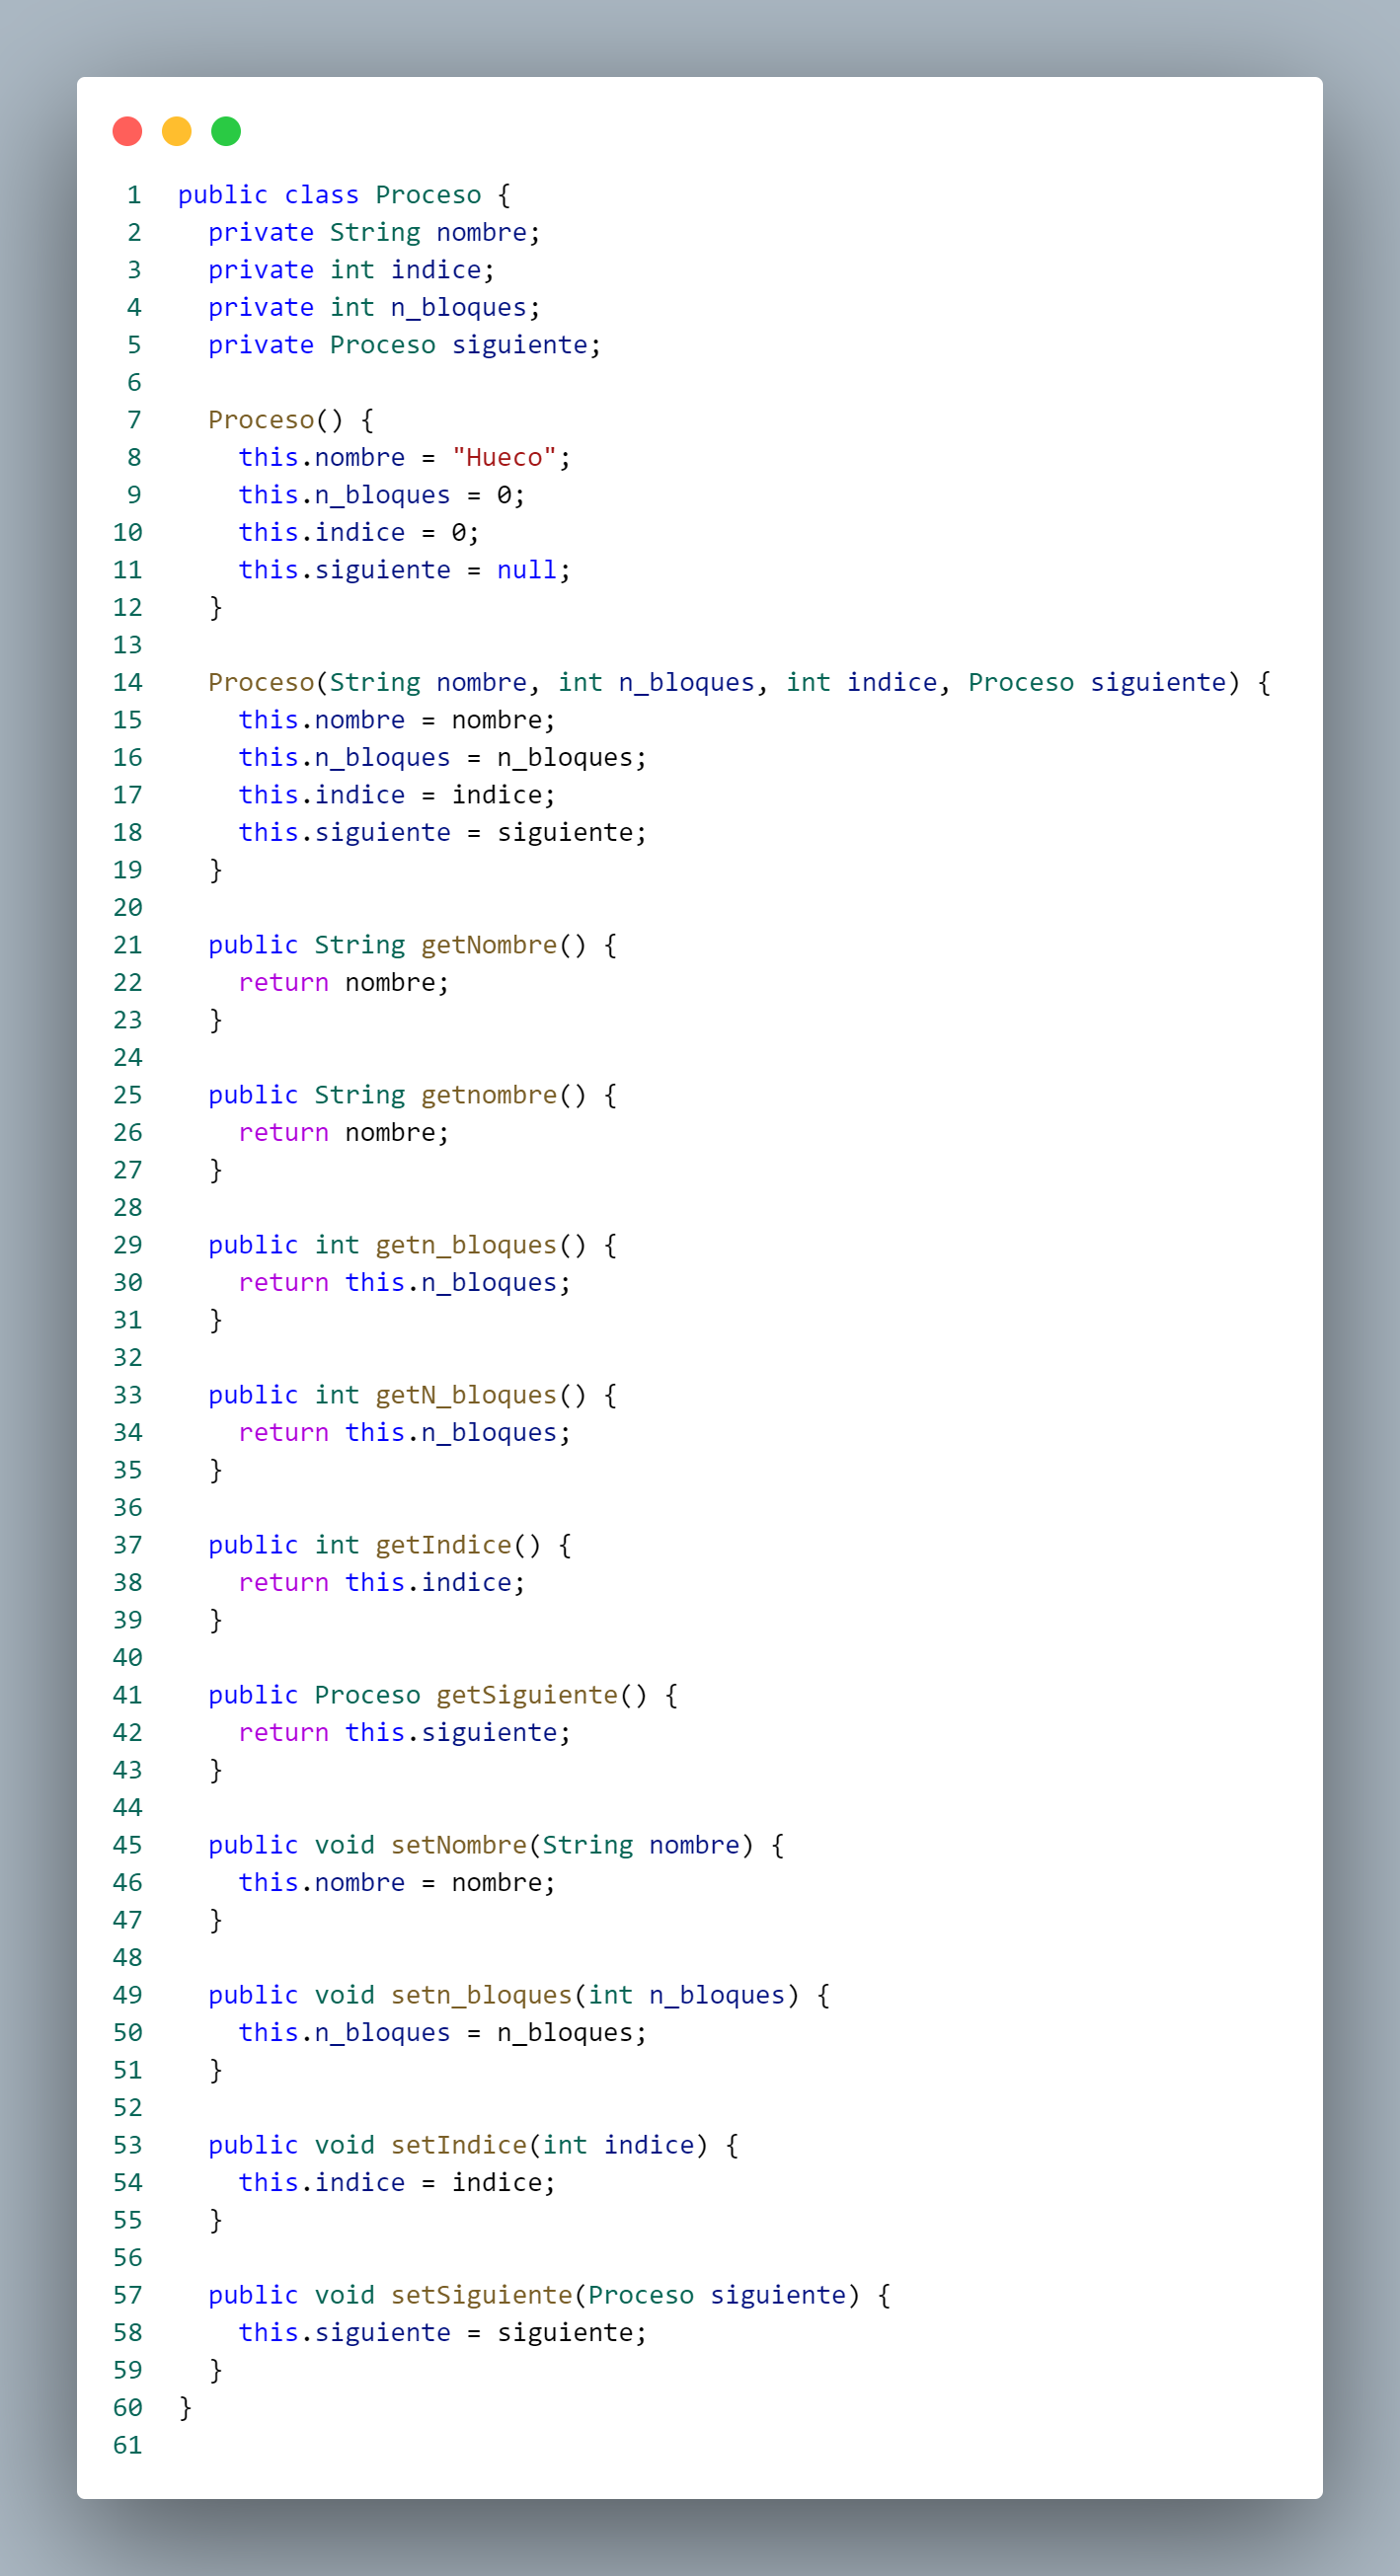 1 public class Proceso {
2   private String nombre;
3   private int indice;
4   private int n_bloques;
5   private Proceso siguiente;
6
7   Proceso() {
8     this.nombre = "Hueco";
9     this.n_bloques = 0;
10     this.indice = 0;
11     this.siguiente = null;
12   }
13
14   Proceso(String nombre, int n_bloques, int indice, Proceso siguiente) {
15     this.nombre = nombre;
16     this.n_bloques = n_bloques;
17     this.indice = indice;
18     this.siguiente = siguiente;
19   }
20
21   public String getNombre() {
22     return nombre;
23   }
24
25   public String getnombre() {
26     return nombre;
27   }
28
29   public int getn_bloques() {
30     return this.n_bloques;
31   }
32
33   public int getN_bloques() {
34     return this.n_bloques;
35   }
36
37   public int getIndice() {
38     return this.indice;
39   }
40
41   public Proceso getSiguiente() {
42     return this.siguiente;
43   }
44
45   public void setNombre(String nombre) {
46     this.nombre = nombre;
47   }
48
49   public void setn_bloques(int n_bloques) {
50     this.n_bloques = n_bloques;
51   }
52
53   public void setIndice(int indice) {
54     this.indice = indice;
55   }
56
57   public void setSiguiente(Proceso siguiente) {
58     this.siguiente = siguiente;
59   }
60 }
61